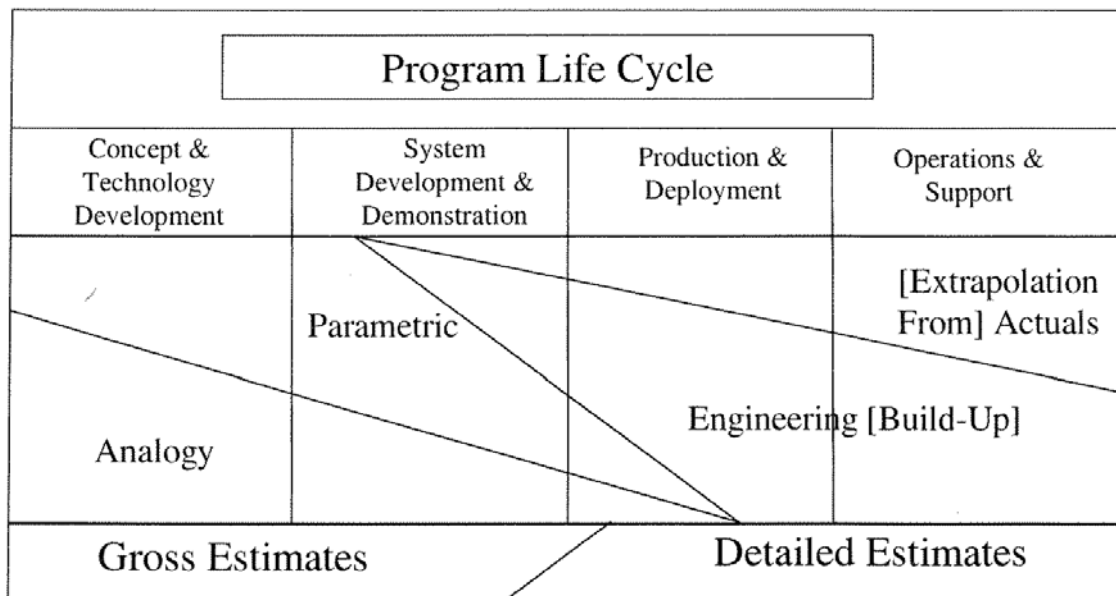 Program Life Cycle
Concept &
Technology
Development
System
Development &
Demonstration
Production &
Deployment
Operations &
Support
[Extrapolation
From] Actuals
Parametric
Engineering [Build-Up]
Analogy
Gross Estimates
Detailed Estimates